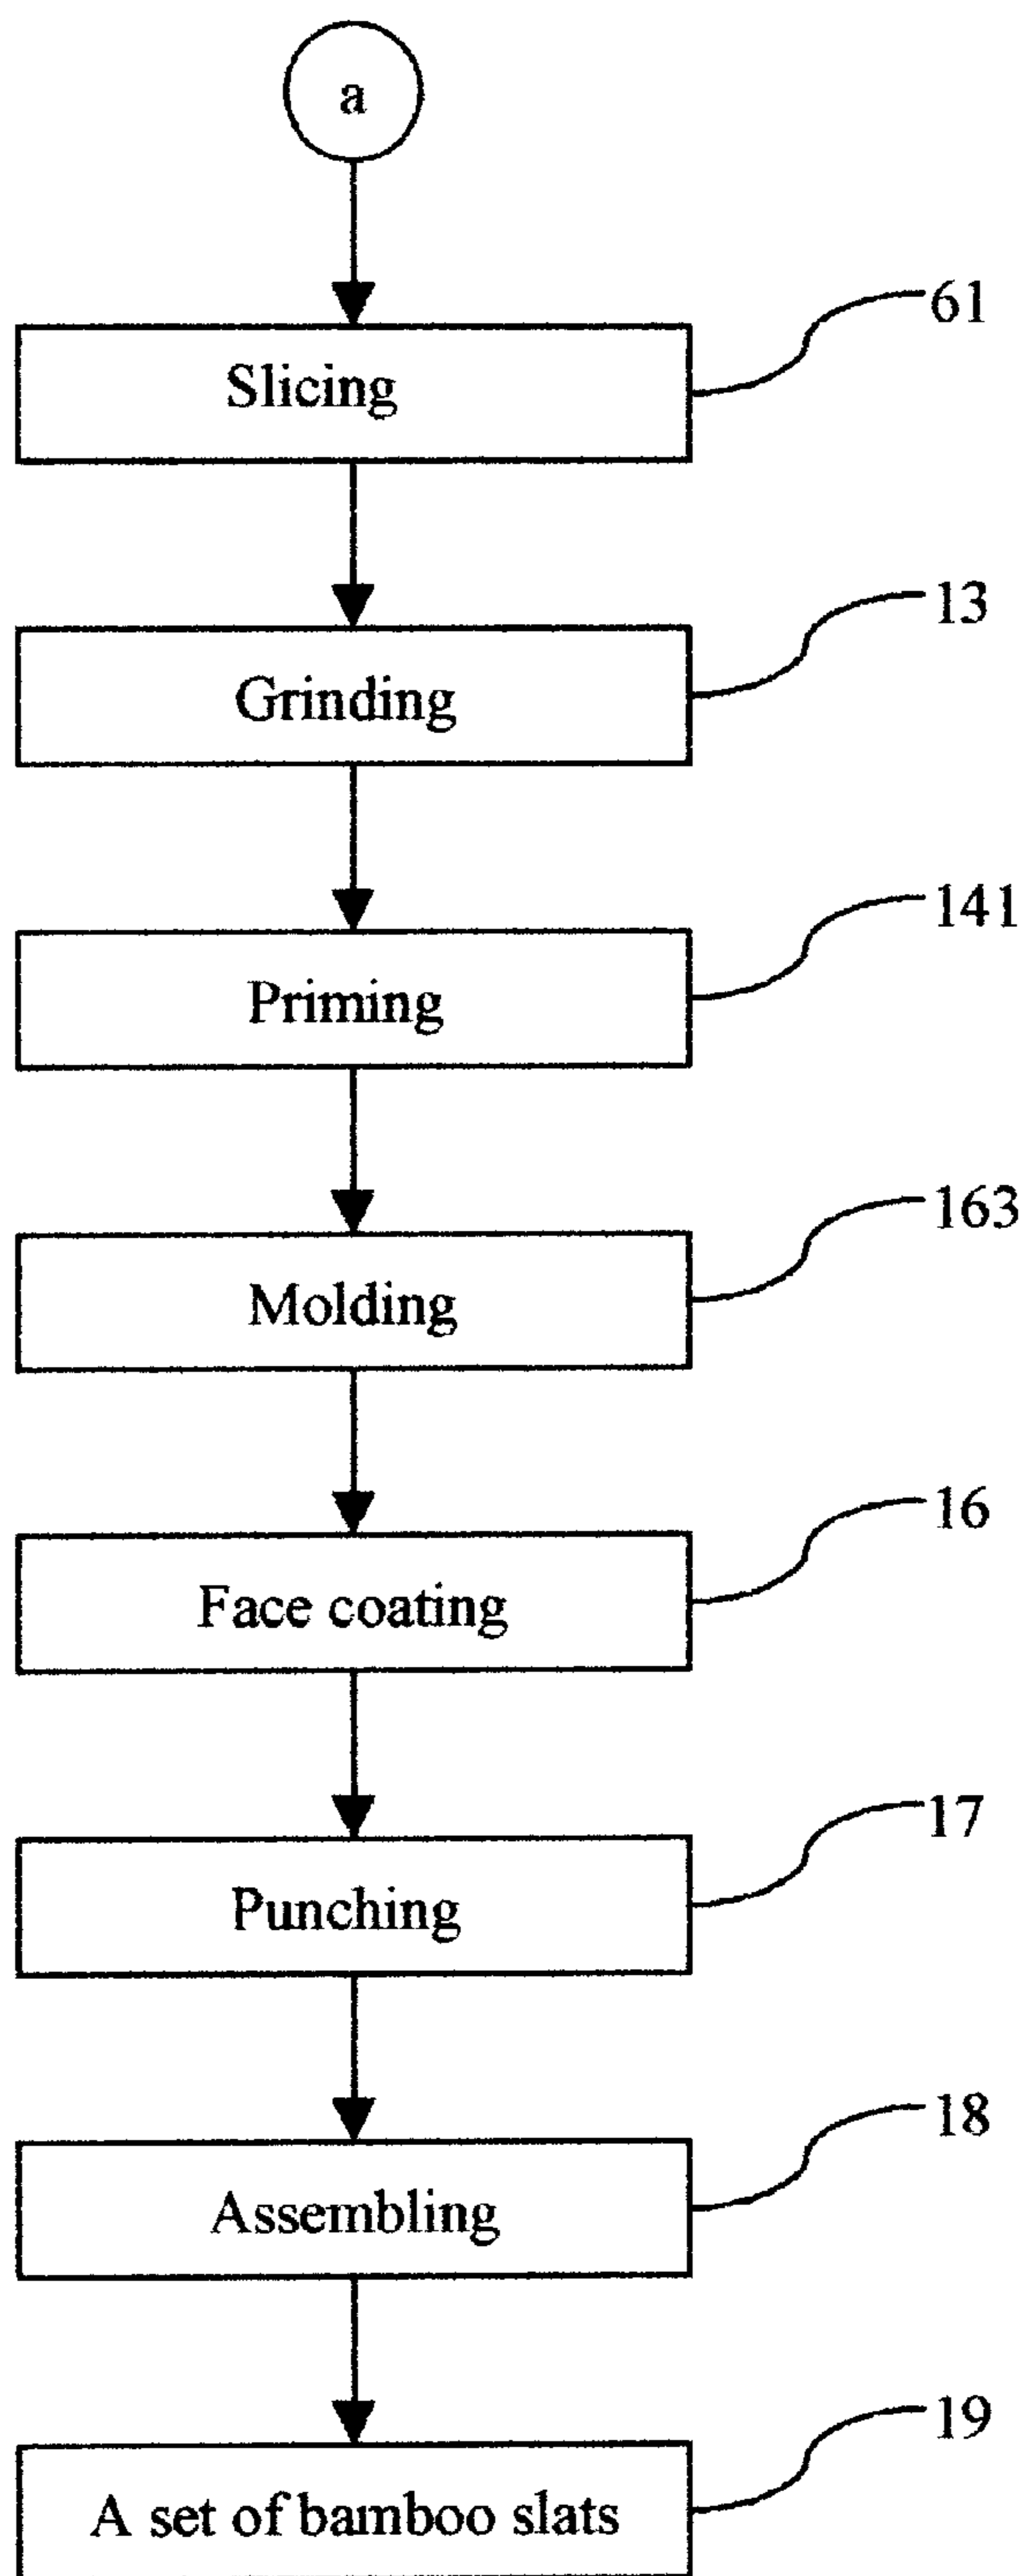 a
61
Slicing
13
Grinding
141
Priming
163
Molding
16
Face coating
17
Punching
18
Assembling
19
A set of bamboo slats